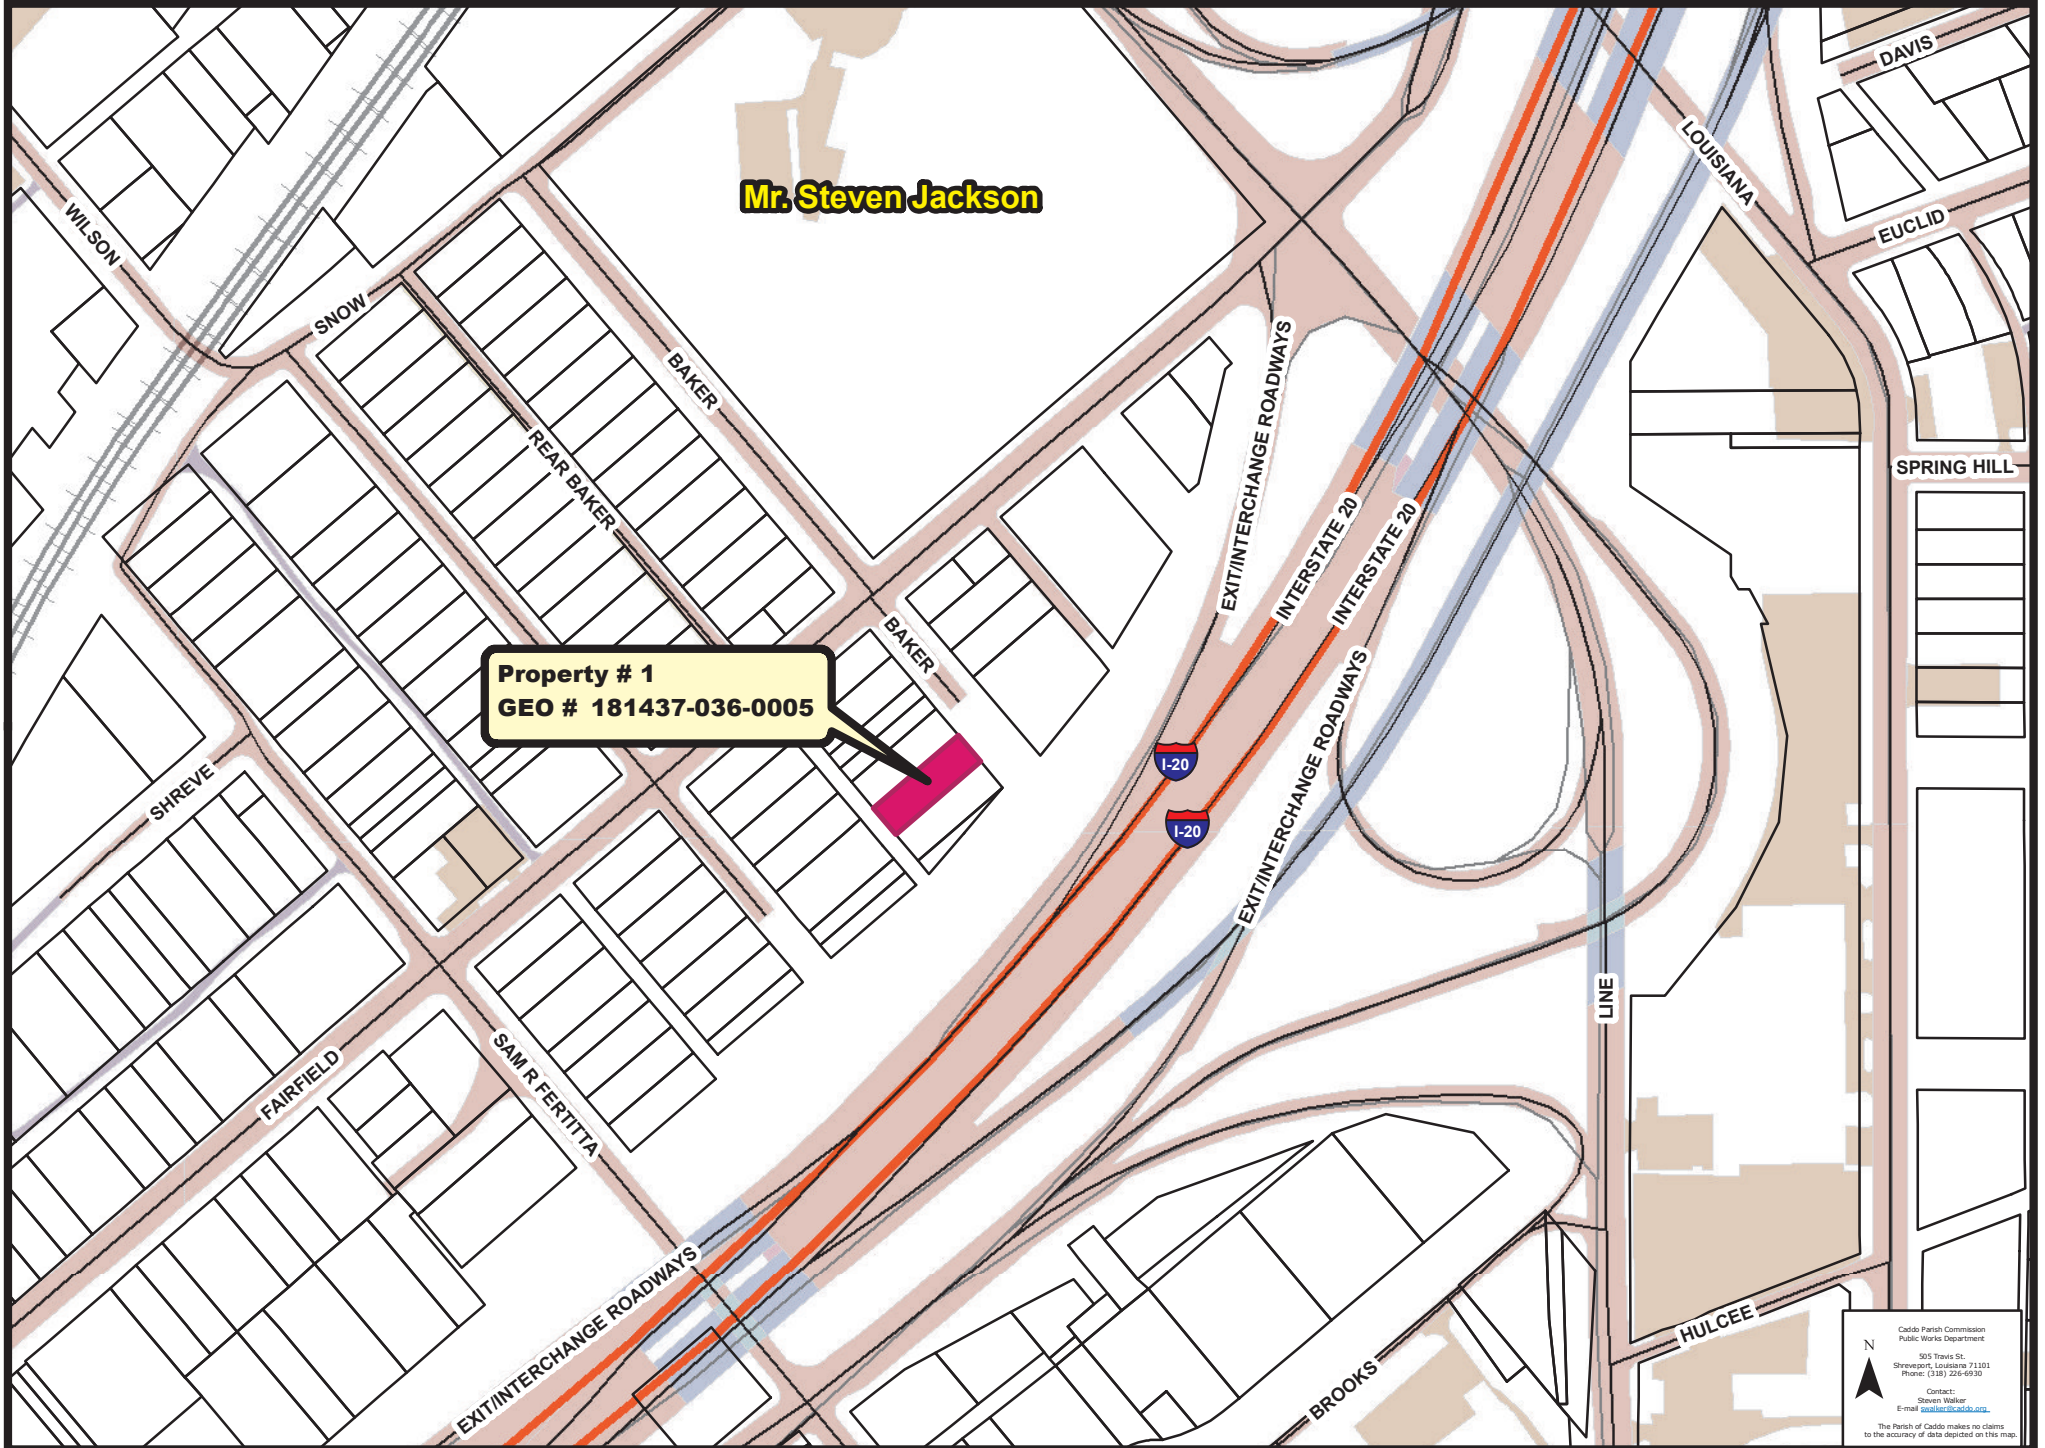 DAVIS
LOUISIANA
Mr. Steven Jackson
WILSON
EUCLID
SNOW
EXIT/INTERCHANGE ROADWAYS
BAKER
REAR BAKER
SPRING HILL
INTERSTATE 20
INTERSTATE 20
BAKER
Property # 1
GEO # 181437-036-0005
EXIT/INTERCHANGE ROADWAYS
I-20
SHREVE
I-20
LINE
SAM R FERTITTA
FAIRFIELD
EXIT/INTERCHANGE ROADWAYS
HULCEE
BROOKS
Caddo Parish Commission
Public Works Department
N
505 Travis St.
Shreveport, Louisiana 71101
Phone: (318) 226-6930
Contact:
Steven Walker
E-mail swalker@caddo.org
The Parish of Caddo makes no claims
to the accuracy of data depicted on this map.